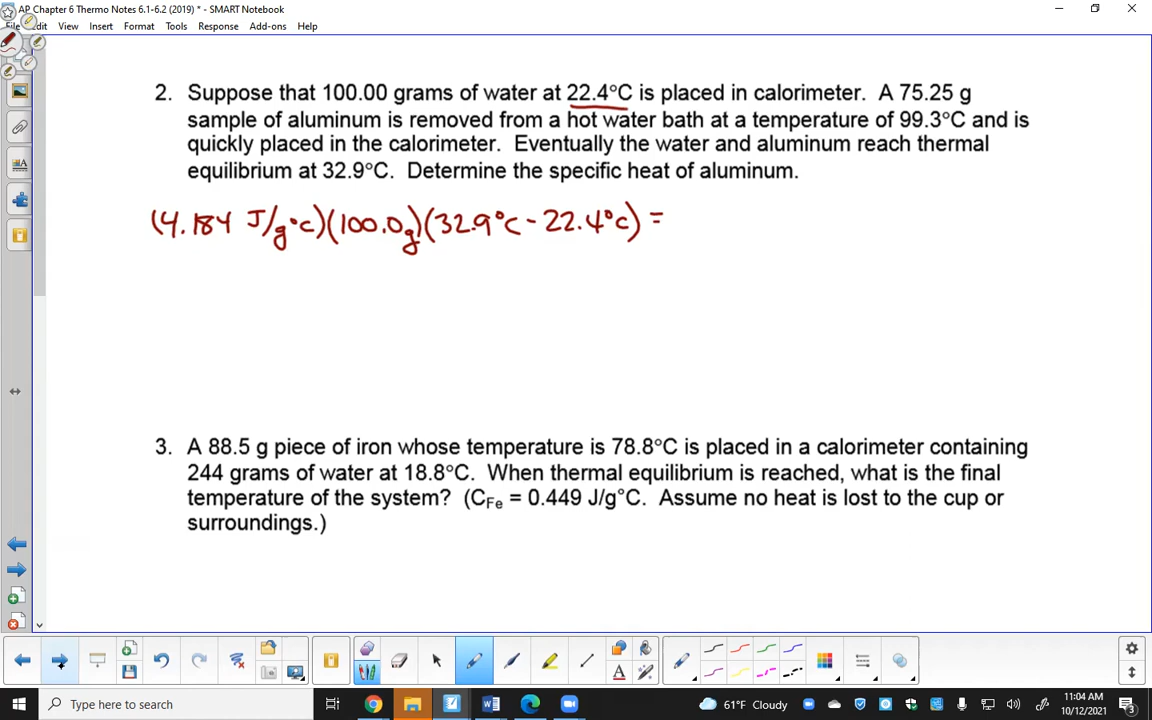 AP Chapter 6 Thermo Notes 6.1-6.2 (2019) * - SMART Notebook
Edit View Insert Format Tools Response Add-ons Help
2. Suppose that 100.00 grams of water at 22.4°C is placed in calorimeter. A 75.25 g
sample of aluminum is removed from a hot water bath at a temperature of 99.3°C and is
quickly placed in the calorimeter. Eventually the water and aluminum reach thermal
equilibrium at 32.9°C. Determine the specific heat of aluminum.
(4.184 J/g°C)(100.0g)(32.9°C - 22.4°C) =
3. A 88.5 g piece of iron whose temperature is 78.8°C is placed in a calorimeter containing
244 grams of water at 18.8°C. When thermal equilibrium is reached, what is the final
temperature of the system? (CFe = 0.449 J/g°C. Assume no heat is lost to the cup or
surroundings.)
Type here to search
61°F Cloudy
11:04 AM
10/12/2021
3